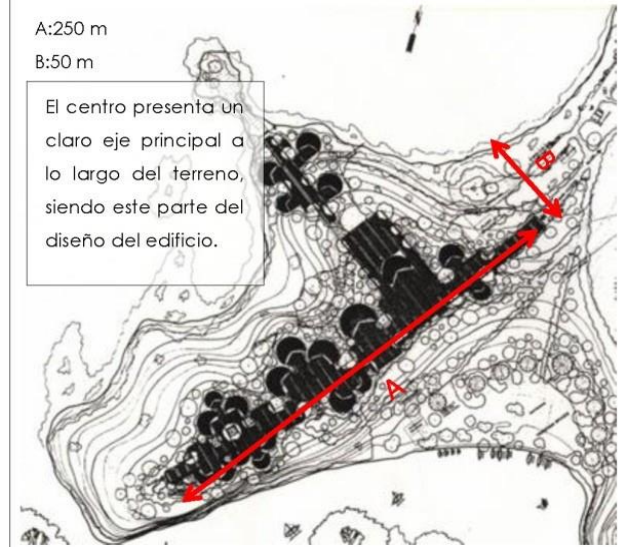 A:250 m
B:50 m
El centro presenta un
claro eje principal a
lo largo del terreno,
siendo este parte del
diseño del edificio.
B
A